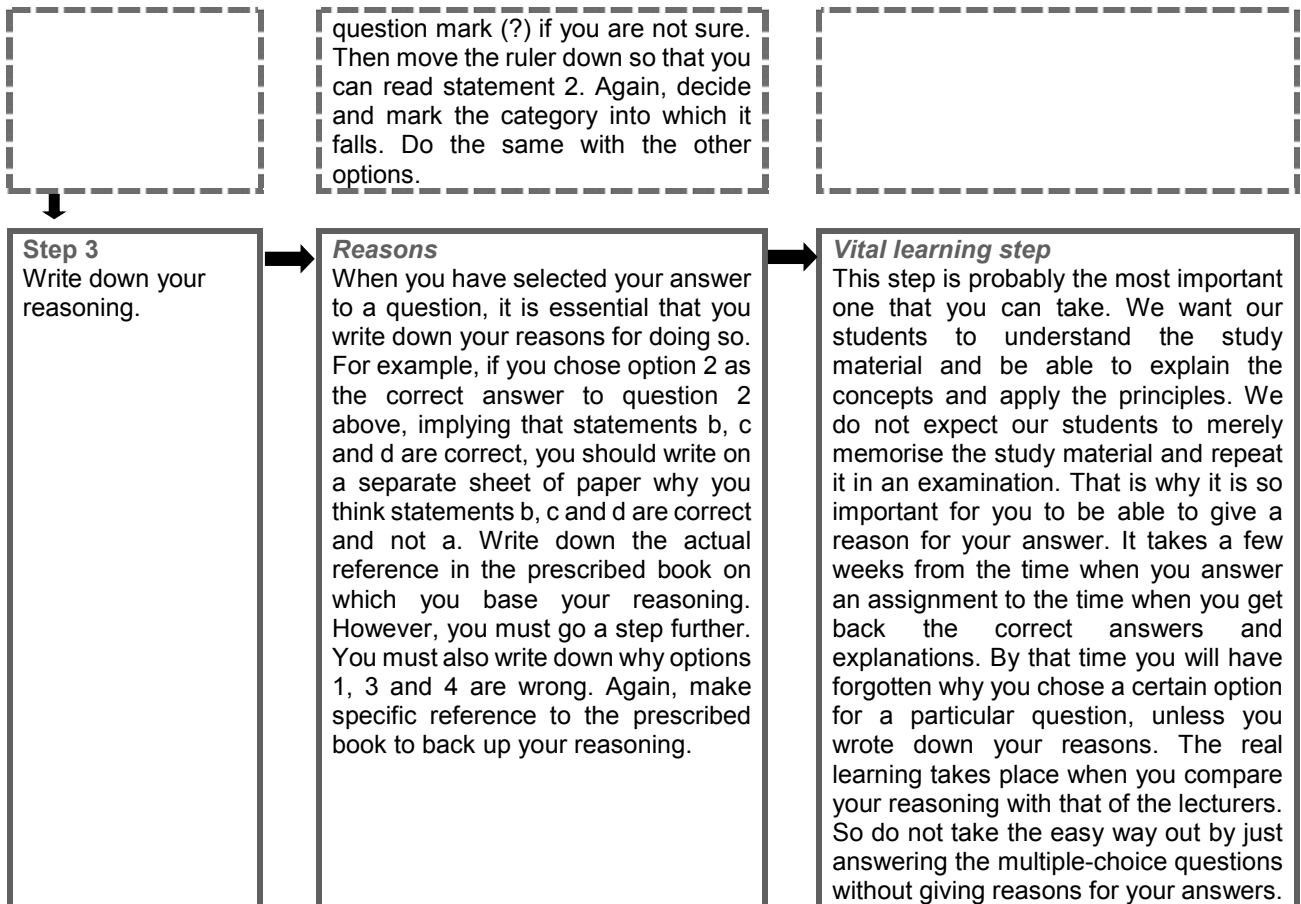 question mark (?) if you are not sure.
Then move the ruler down so that you
can read statement 2. Again, decide
and mark the category into which it
falls. Do the same with the other
options.
Step 3
Write down your
reasoning.
Reasons
When you have selected your answer
to a question, it is essential that you
write down your reasons for doing so.
For example, if you chose option 2 as
the correct answer to question 2
above, implying that statements b, c
and d are correct, you should write on
a separate sheet of paper why you
think statements b, c and d are correct
and not a. Write down the actual
reference in the prescribed book on
which you base your reasoning.
However, you must go a step further.
You must also write down why options
1, 3 and 4 are wrong. Again, make
specific reference to the prescribed
book to back up your reasoning.
Vital learning step
This step is probably the most important
one that you can take. We want our
students to understand the study
material and be able to explain the
concepts and apply the principles. We
do not expect our students to merely
memorise the study material and repeat
it in an examination. That is why it is so
important for you to be able to give a
reason for your answer. It takes a few
weeks from the time when you answer
an assignment to the time when you get
back the correct answers and
explanations. By that time you will have
forgotten why you chose a certain option
for a particular question, unless you
wrote down your reasons. The real
learning takes place when you compare
your reasoning with that of the lecturers.
So do not take the easy way out by just
answering the multiple-choice questions
without giving reasons for your answers.